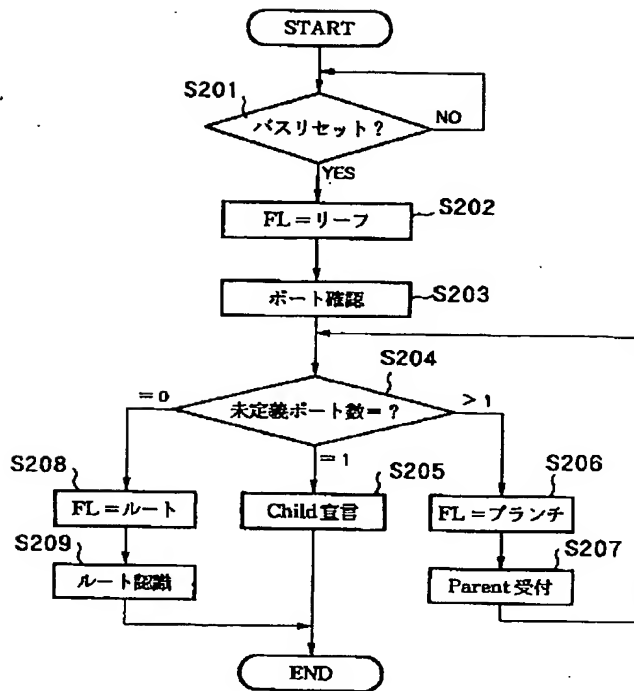 START
S201
バスリセット?
NO
YES
FL=リーフ
S202
ポート確認
S203
S204
未定義ポート数=?
=0
=1
>1
S208
FL=ルート
S205
Child宣言
S206
FL=ブランチ
S209
ルート認識
S207
Parent受付
END